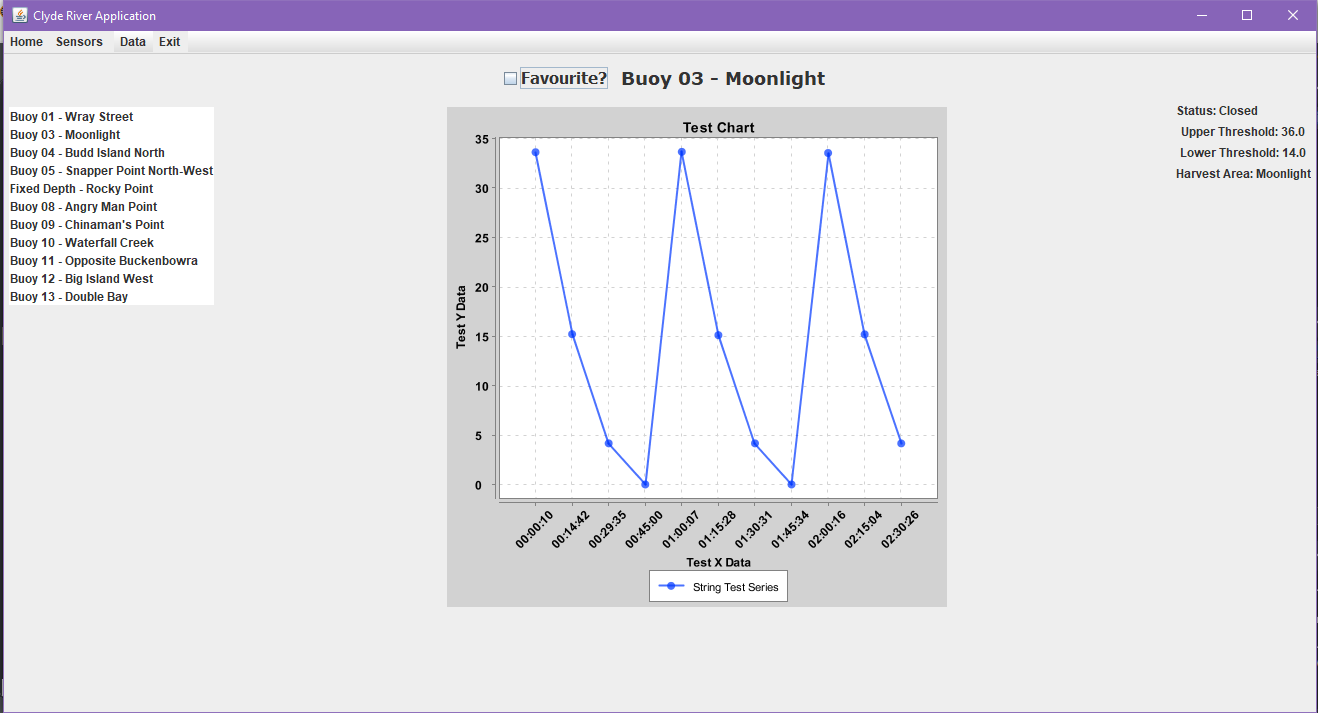 Clyde River Application
Home Sensors Data Exit
Favourite? Buoy 03 - Moonlight
Buoy 01 - Wray Street
Buoy 03 - Moonlight
Buoy 04 - Budd Island North
Buoy 05 - Snapper Point North-West
Fixed Depth - Rocky Point
Buoy 08 - Angry Man Point
Buoy 09 - Chinaman's Point
Buoy 10 - Waterfall Creek
Buoy 11 - Opposite Buckenbowra
Buoy 12 - Big Island West
Buoy 13 - Double Bay
Test Chart
Test Y Data
35
30
25
20
15
10
5
0
00:00:10
00:14:42
00:29:35
00:45:00
01:00:07
01:15:28
01:30:31
01:45:34
02:00:16
02:15:04
02:30:26
Test X Data
String Test Series
Status: Closed
Upper Threshold: 36.0
Lower Threshold: 14.0
Harvest Area: Moonlight